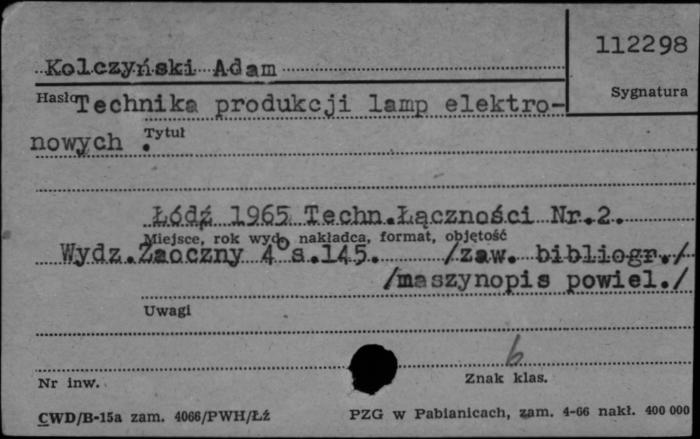 112298
Kolczyński Adam
Sygnatura
Hasło
Technika produkcji lamp elektro-
Tytuł
nowych .
Łódź 1965 Techn.Łączności Nr.2.
Miejsce, rok wyd., nakładca, format, objętość
Wydz.Zaoczny 4° s.145. /zaw. bibliogr./
/maszynopis powiel./
Uwagi
6
Nr inw.
Znak klas.
CWD/B-15a zam. 4066/PWH/Łź
PZG w Pabianicach, zam. 4-66 nakł. 400 000